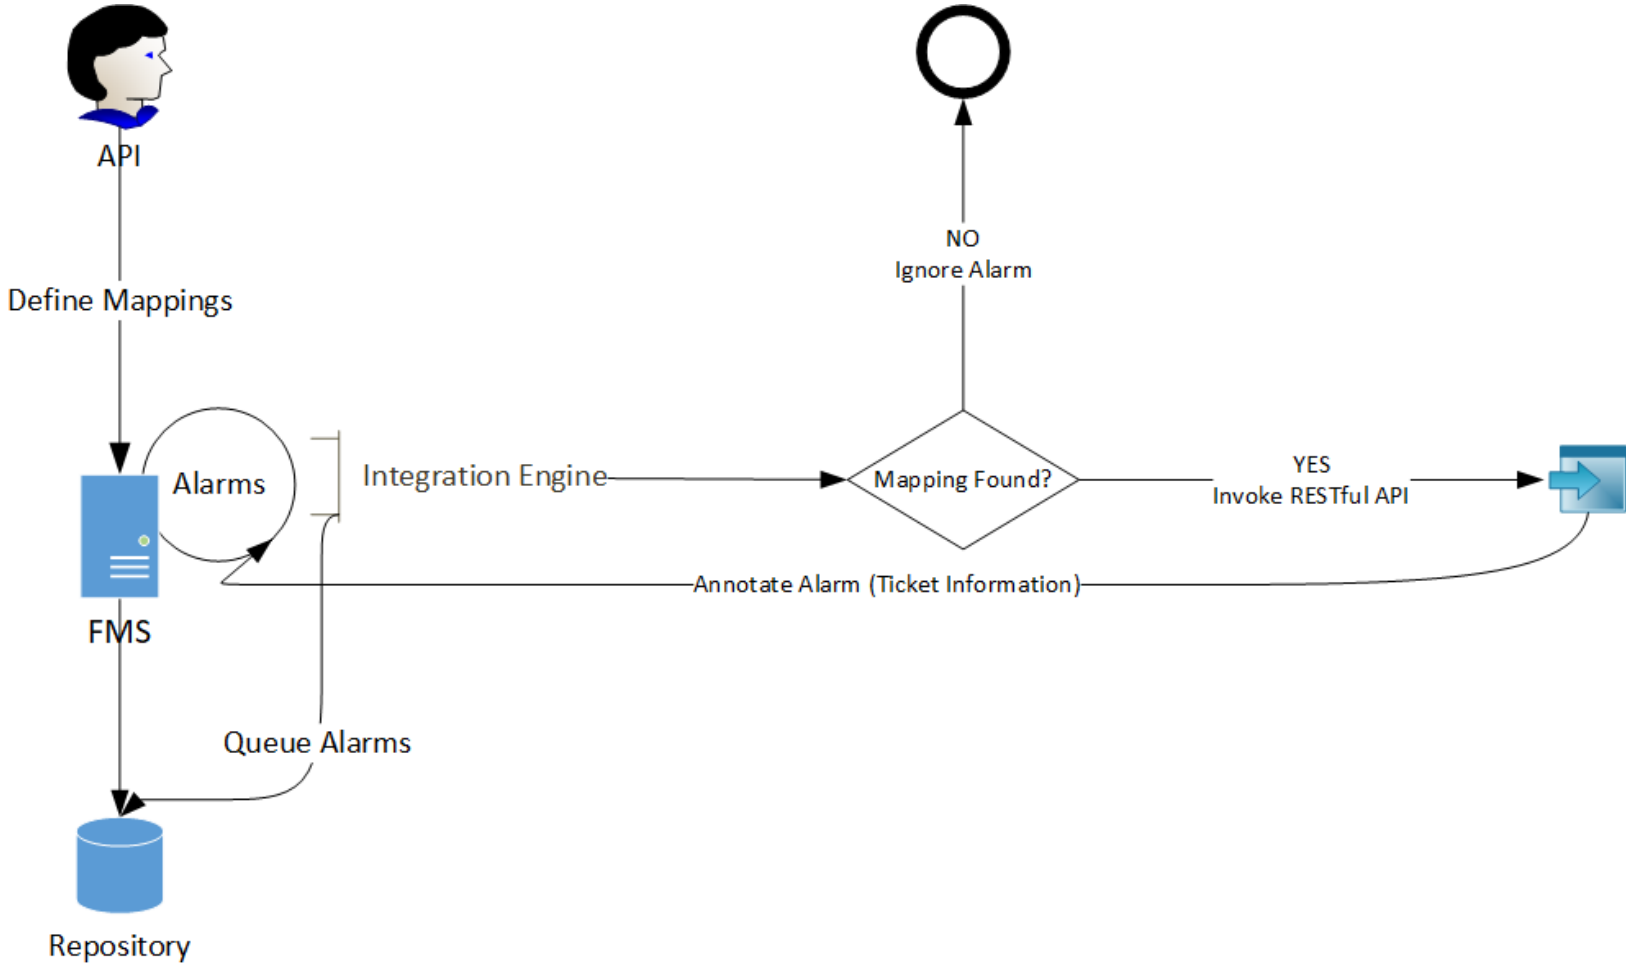 API
NO
Ignore Alarm
Define Mappings
Alarms
Integration Engine
Mapping Found?
YES
Invoke RESTful API
Annotate Alarm (Ticket Information)
FMS
Queue Alarms
Repository